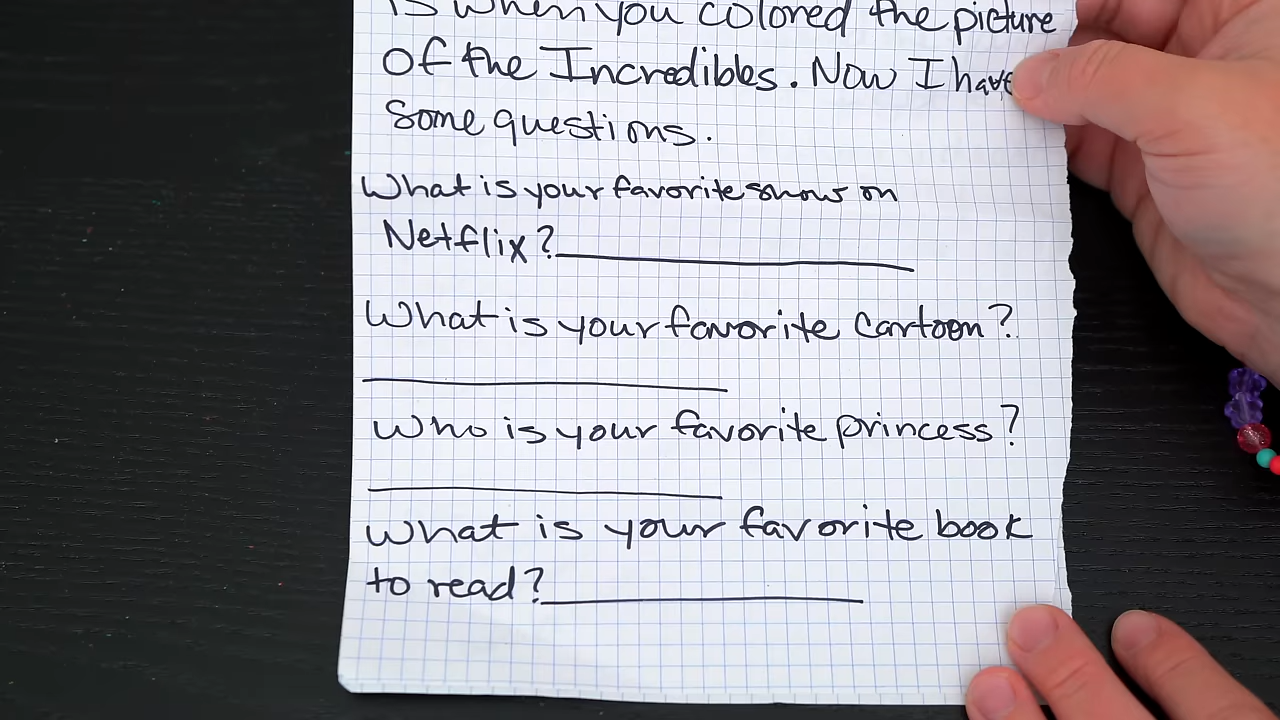 is when you colored the picture
of the Incredibles. Now I have
some questions.
What is your favorite show on
Netflix?
What is your favorite cartoon?
Who is your favorite princess?
What is your favorite book
to read?